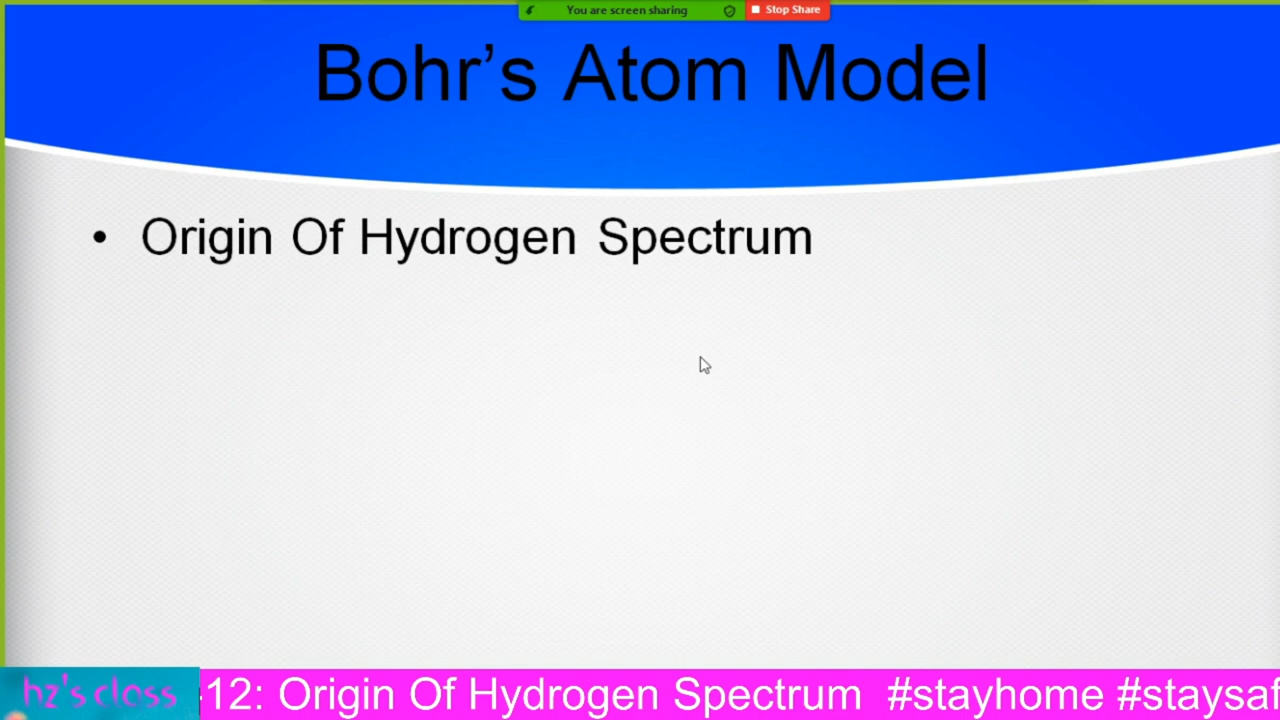 You are screen sharing
Stop Share
Bohr’s Atom Model
• Origin Of Hydrogen Spectrum
hz's class
12: Origin Of Hydrogen Spectrum #stayhome #staysaf